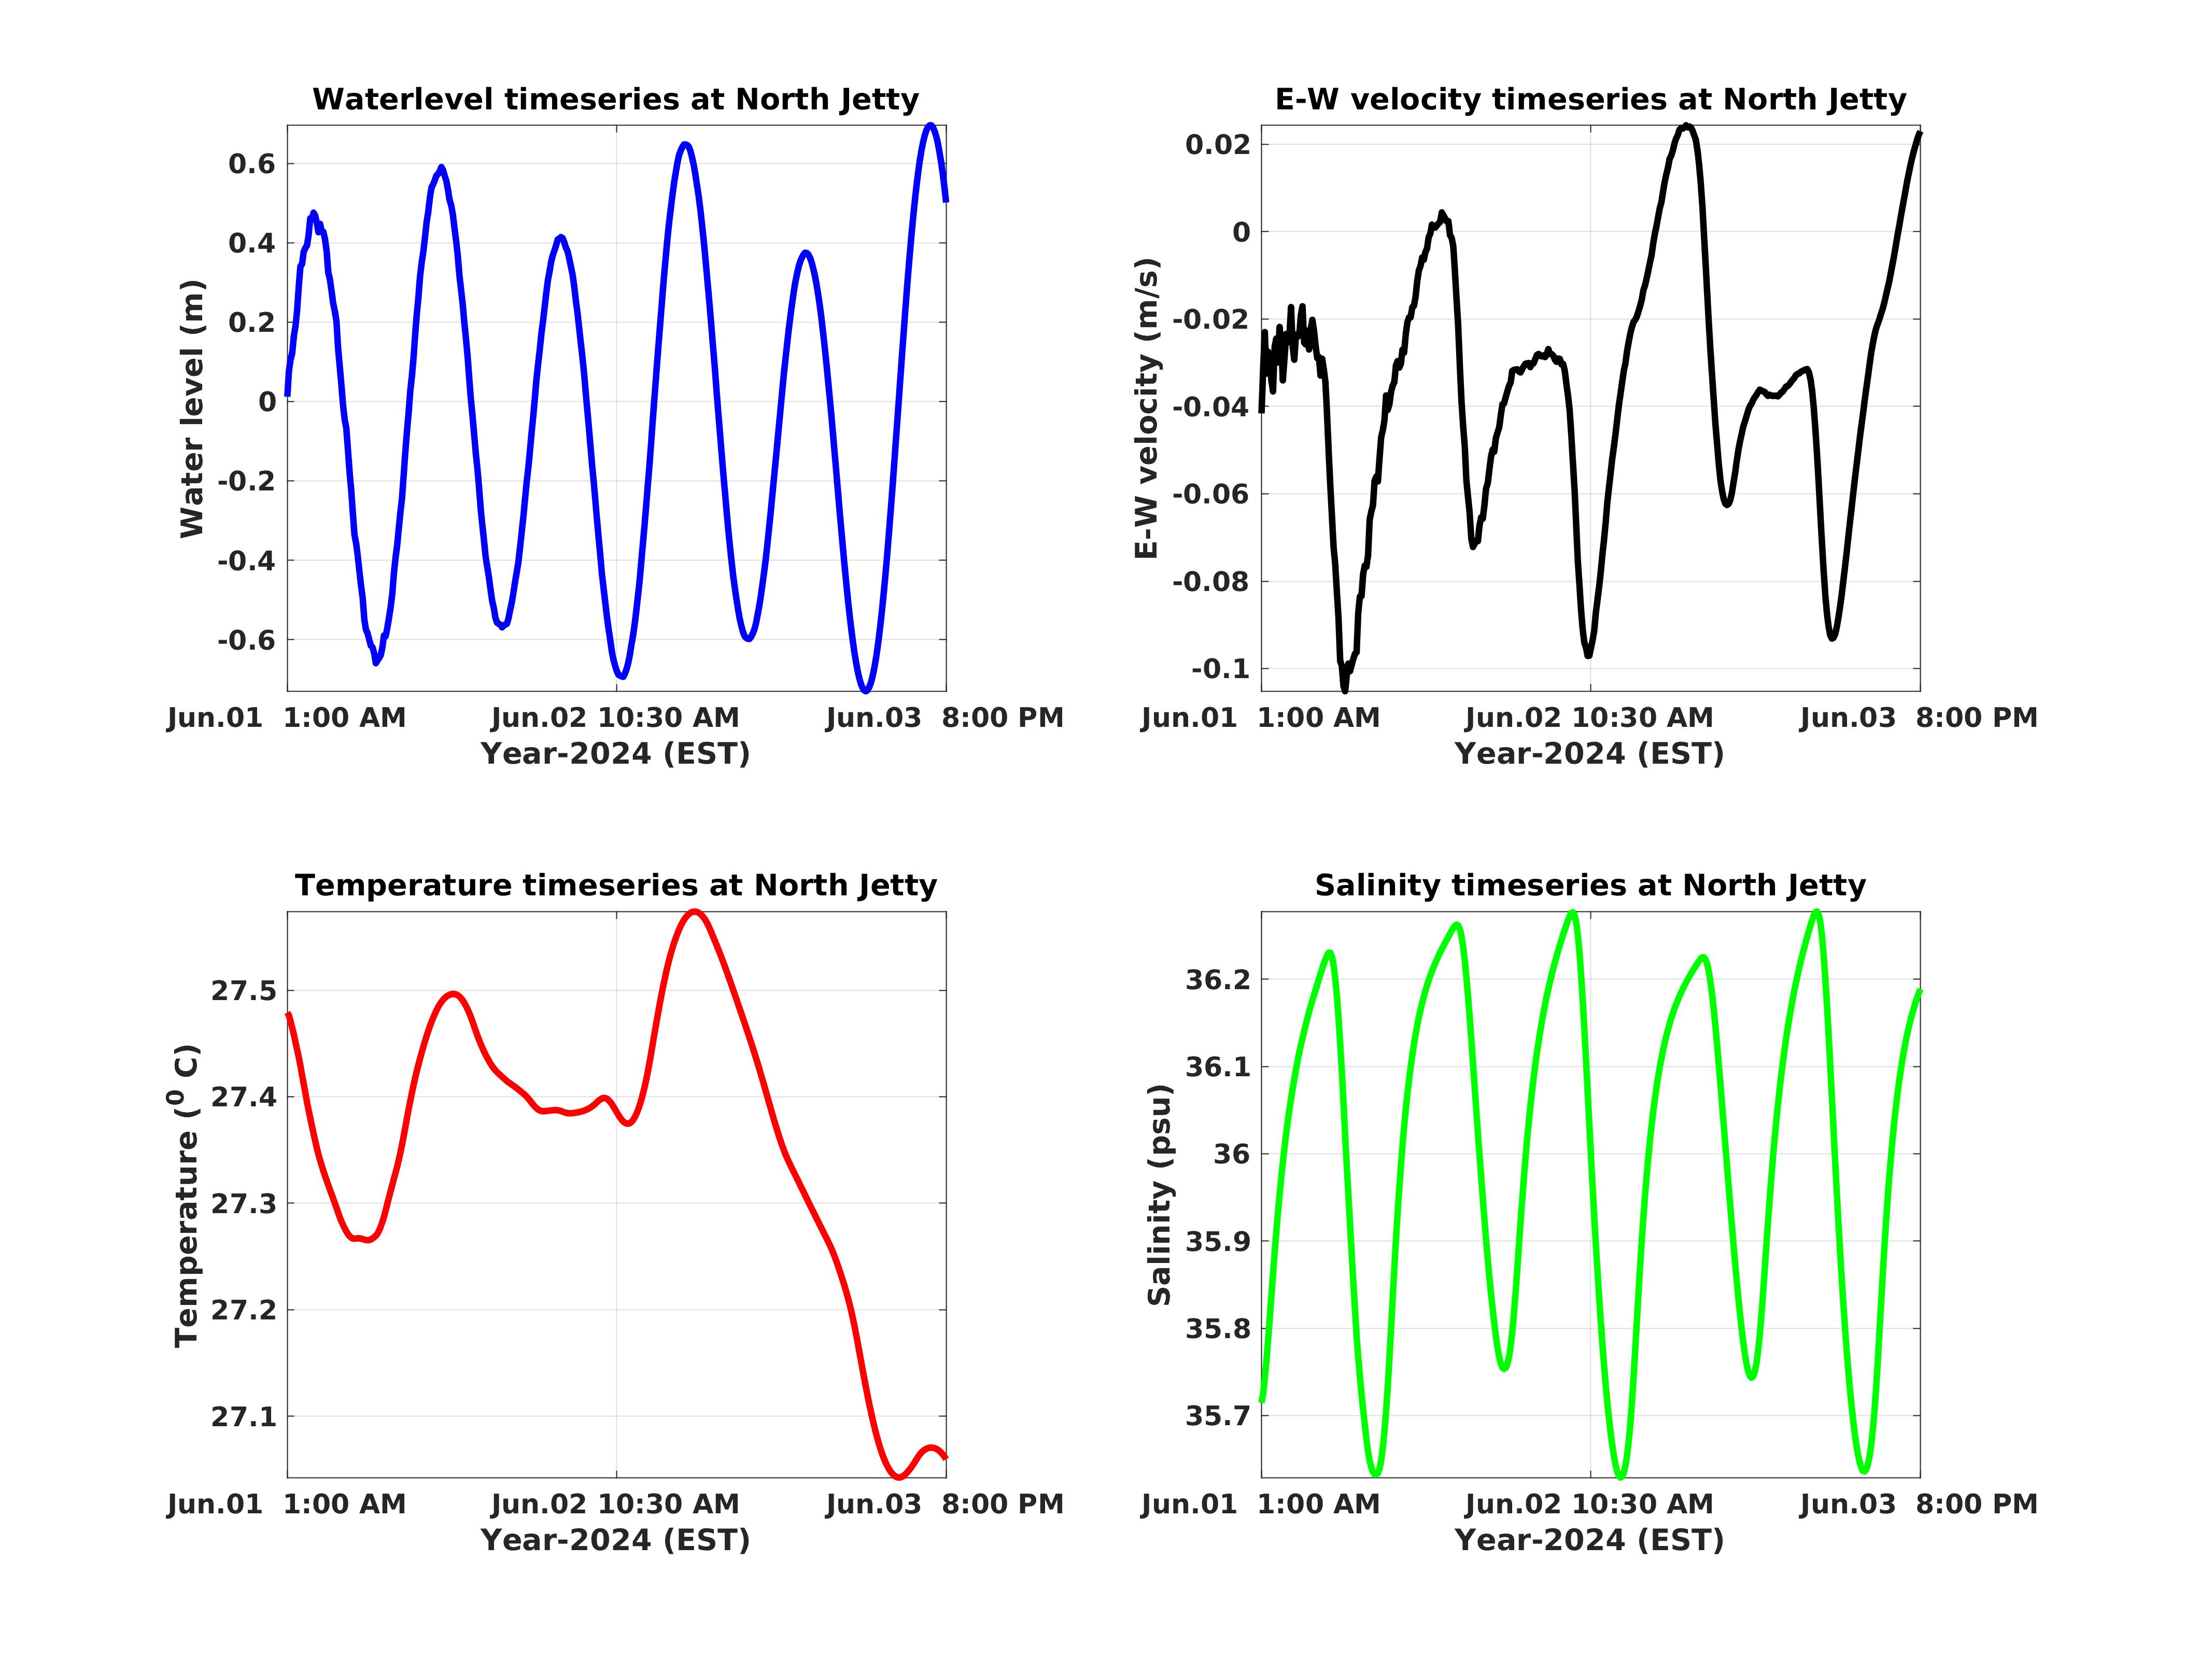 Waterlevel timeseries at North Jetty
0.6
0.4
0.2
0
-0.2
-0.4
-0.6
Water level (m)
Jun.01  1:00 AM
Jun.02 10:30 AM
Jun.03  8:00 PM
Year-2024 (EST)
E-W velocity timeseries at North Jetty
0.02
0
-0.02
-0.04
-0.06
-0.08
-0.1
E-W velocity (m/s)
Jun.01  1:00 AM
Jun.02 10:30 AM
Jun.03  8:00 PM
Year-2024 (EST)
Temperature timeseries at North Jetty
27.5
27.4
27.3
27.2
27.1
Temperature (⁰ C)
Jun.01  1:00 AM
Jun.02 10:30 AM
Jun.03  8:00 PM
Year-2024 (EST)
Salinity timeseries at North Jetty
36.2
36.1
36
35.9
35.8
35.7
Salinity (psu)
Jun.01  1:00 AM
Jun.02 10:30 AM
Jun.03  8:00 PM
Year-2024 (EST)